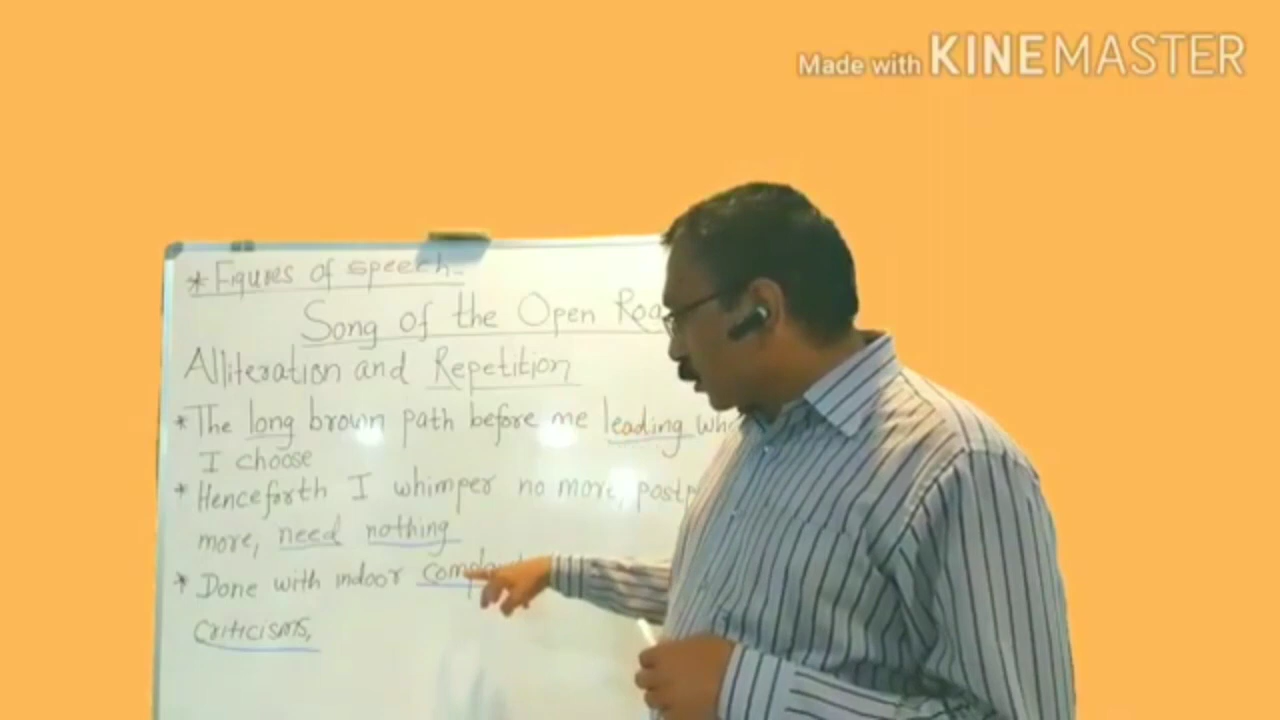 Made with KINEMASTER
* Figures of speech-
Song of the Open Roa
Alliteration and Repetition
* The long brown path before me leading whe
I choose
* Henceforth I whimper no more, postp
more, need nothing
* Done with indoor compla
criticisms,